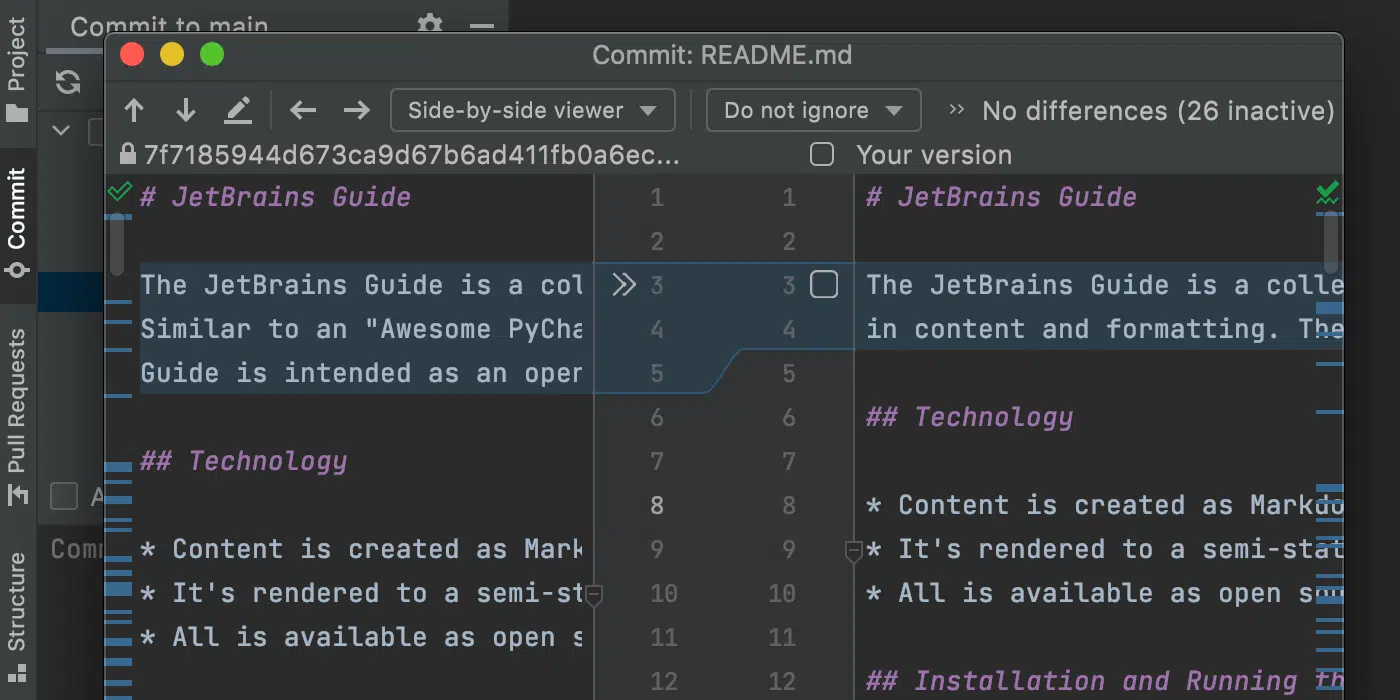 Project
Commit
Pull Requests
Structure
Commit to main
Commit: README.md
Side-by-side viewer
Do not ignore
No differences (26 inactive)
7f7185944d673ca9d67b6ad411fb0a6ec...
Your version
# JetBrains Guide
The JetBrains Guide is a col
Similar to an "Awesome PyCha
Guide is intended as an open
## Technology
* Content is created as Mark
* It's rendered to a semi-st
* All is available as open s
1 1
2 2
3 3
4 4
5 5
6 6
7 7
8 8
9 9
10 10
11 11
12 12
# JetBrains Guide
The JetBrains Guide is a colle
in content and formatting. The
## Technology
* Content is created as Markdo
* It's rendered to a semi-stat
* All is available as open sou
## Installation and Running th